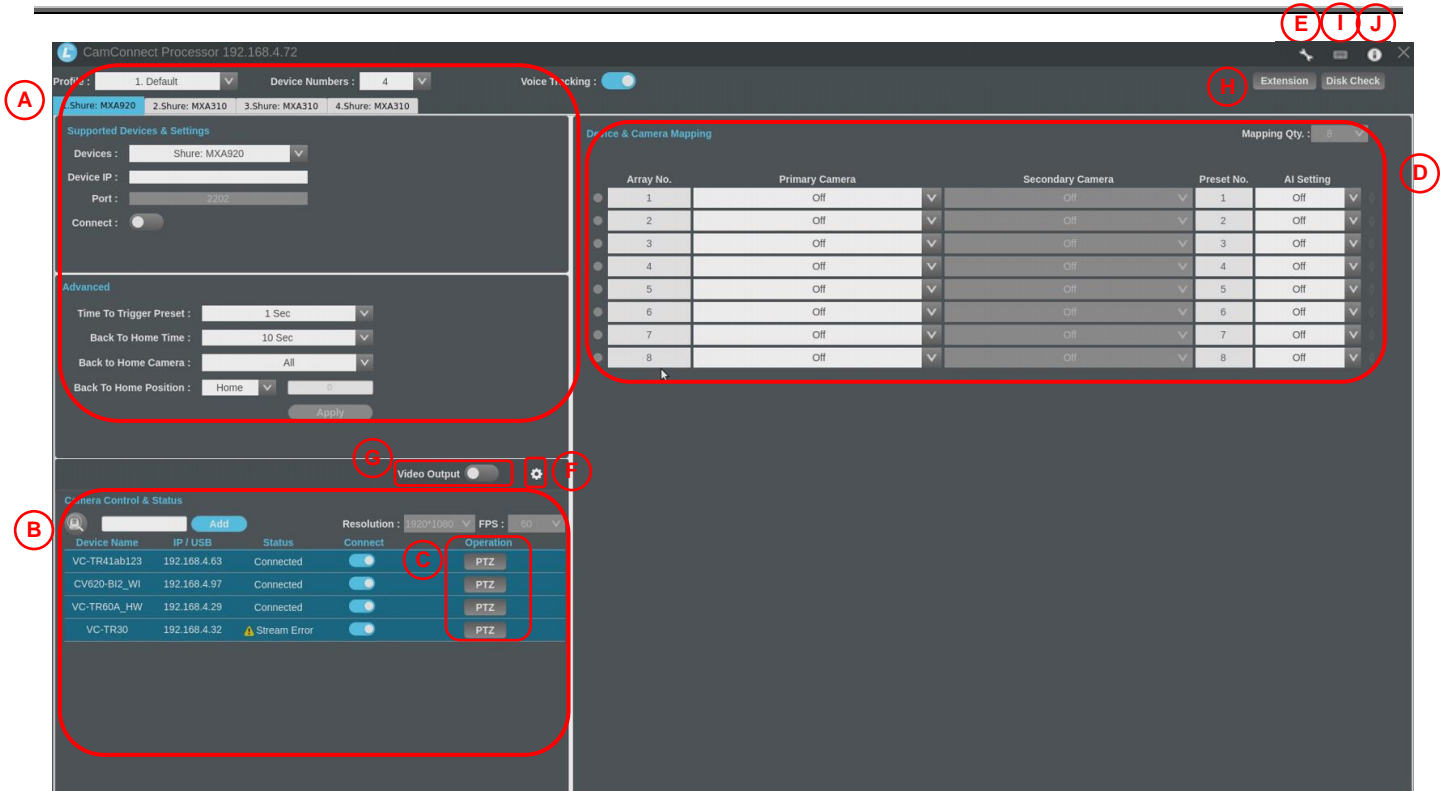 E I J
CamConnect Processor 192.168.4.72
Profile : 1. Default Device Numbers : 4 Voice Tracking : H Extension Disk Check
A
1.Shure: MXA920 2.Shure: MXA310 3.Shure: MXA310 4.Shure: MXA310
Supported Devices & Settings
Devices : Shure: MXA920
Device IP :
Port : 2202
Connect :
Advanced
Time To Trigger Preset : 1 Sec
Back To Home Time : 10 Sec
Back to Home Camera : All
Back To Home Position : Home 0
Apply
Device & Camera Mapping Mapping Qty. : 8
D
Array No. Primary Camera Secondary Camera Preset No. AI Setting
1 Off Off 1 Off
2 Off Off 2 Off
3 Off Off 3 Off
4 Off Off 4 Off
5 Off Off 5 Off
6 Off Off 6 Off
7 Off Off 7 Off
8 Off Off 8 Off
G Video Output F
Camera Control & Status
B
Add Resolution : 1920*1080 FPS : 60
Device Name IP / USB Status Connect Operation
C
VC-TR41ab123 192.168.4.63 Connected PTZ
CV620-BI2_WI 192.168.4.97 Connected PTZ
VC-TR60A_HW 192.168.4.29 Connected PTZ
VC-TR30 192.168.4.32 Stream Error PTZ